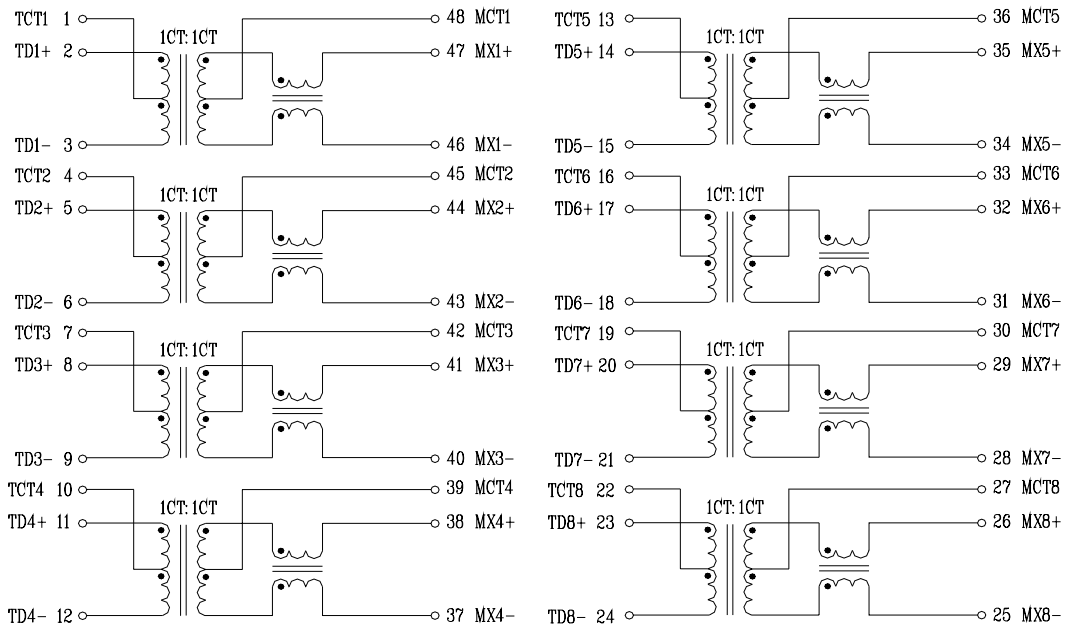 TCT1 1
48 MCT1
1CT:1CT
TD1+ 2
47 MX1+
TD1- 3
46 MX1-
TCT2 4
45 MCT2
1CT:1CT
TD2+ 5
44 MX2+
TD2- 6
43 MX2-
TCT3 7
42 MCT3
1CT:1CT
TD3+ 8
41 MX3+
TD3- 9
40 MX3-
TCT4 10
39 MCT4
1CT:1CT
TD4+ 11
38 MX4+
TD4- 12
37 MX4-
TCT5 13
36 MCT5
1CT:1CT
TD5+ 14
35 MX5+
TD5- 15
34 MX5-
TCT6 16
33 MCT6
1CT:1CT
TD6+ 17
32 MX6+
TD6- 18
31 MX6-
TCT7 19
30 MCT7
1CT:1CT
TD7+ 20
29 MX7+
TD7- 21
28 MX7-
TCT8 22
27 MCT8
1CT:1CT
TD8+ 23
26 MX8+
TD8- 24
25 MX8-